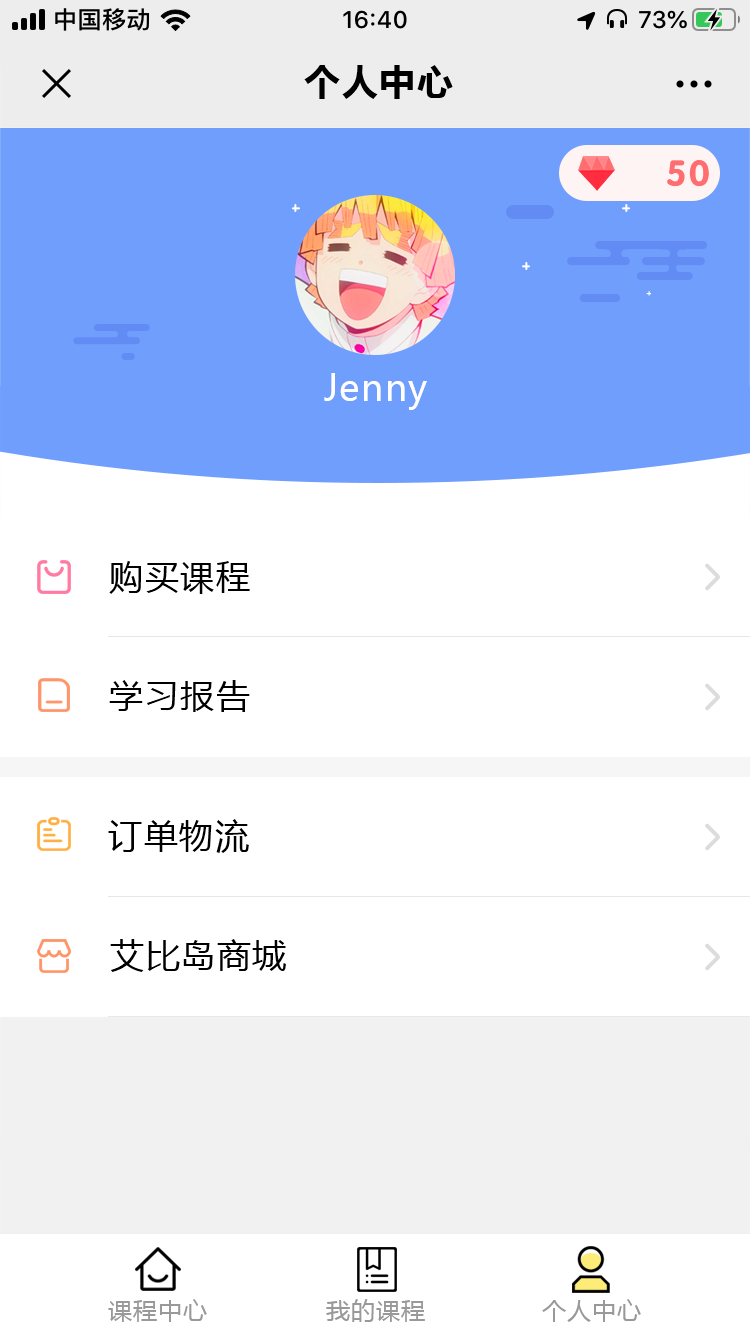 中国移动 16:40 73%
个人中心
50
Jenny
购买课程
学习报告
订单物流
艾比岛商城
课程中心 我的课程 个人中心